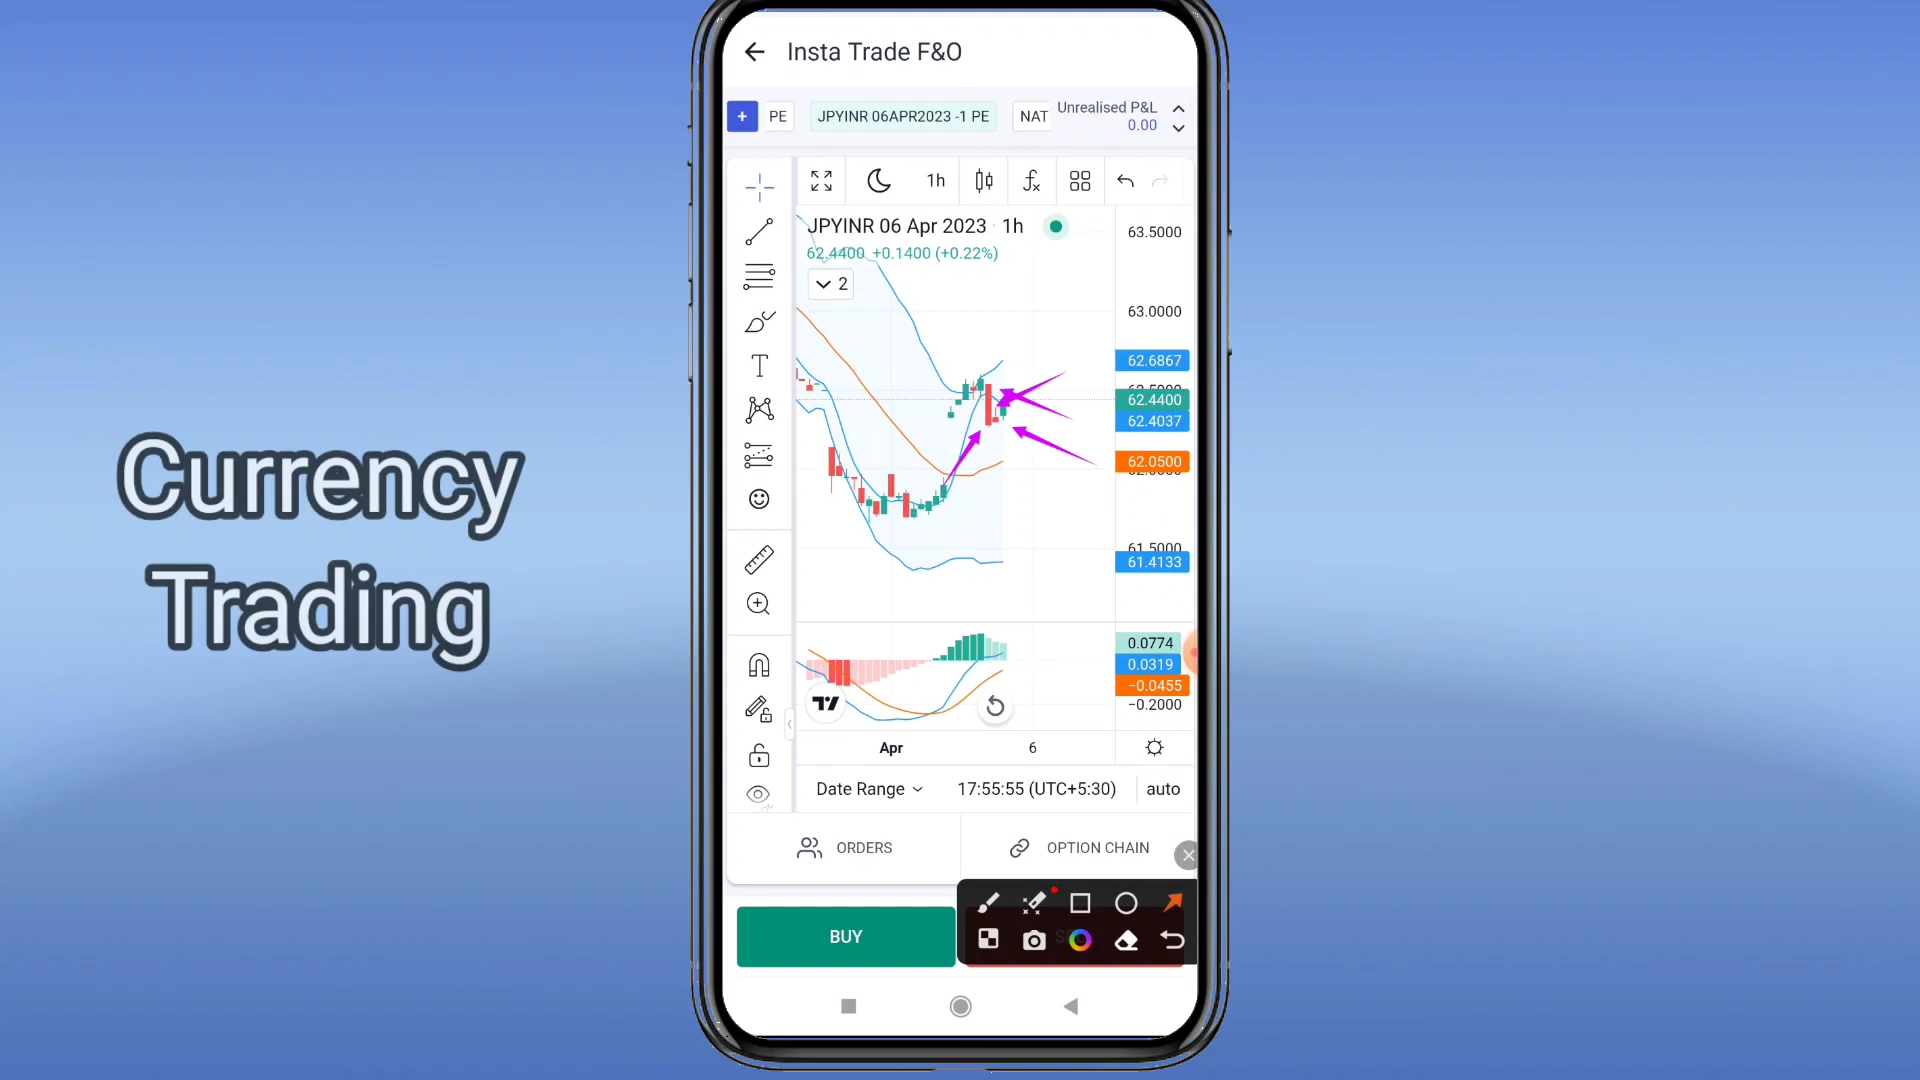 Insta Trade F&O
+ PE JPYINR 06APR2023 -1 PE NAT Unrealised P&L
0.00
1h
JPYINR 06 Apr 2023 · 1h
62.4400 +0.1400 (+0.22%)
2
63.5000
63.0000
62.6867
62.5000
62.4400
62.4037
62.0500
61.5000
61.4133
Currency
Trading
0.0774
0.0319
−0.0455
−0.2000
Apr 6
Date Range 17:55:55 (UTC+5:30) auto
ORDERS OPTION CHAIN
BUY